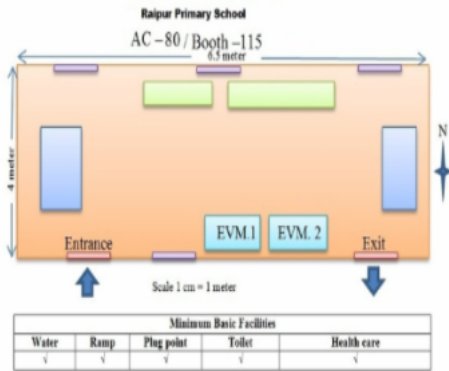 Raipur Primary School
AC – 80 / Booth –115
6.5 meter
4 meter
N
EVM.1 EVM. 2
Entrance Exit
Scale 1 cm = 1 meter
Minimum Basic Facilities
Water Ramp Plug point Toilet Health care
√ √ √ √ √